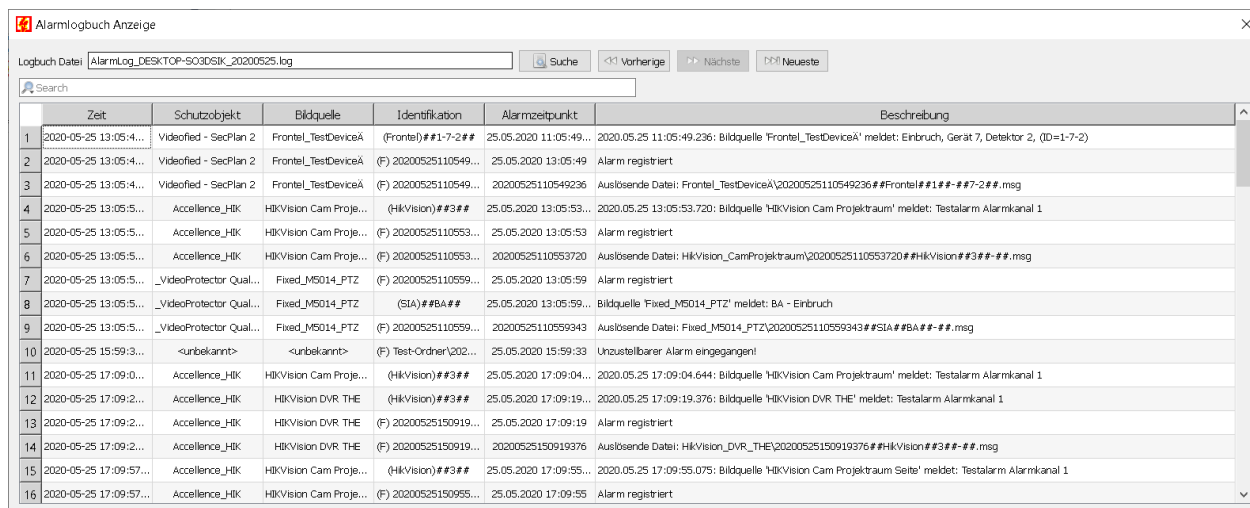 Alarmlogbuch Anzeige
Logbuch Datei AlarmLog_DESKTOP-SO3DSIK_20200525.log Suche Vorherige Nächste Neueste
Search
Zeit Schutzobjekt Bildquelle Identifikation Alarmzeitpunkt Beschreibung
1 2020-05-25 13:05:4... Videofied - SecPlan 2 Frontel_TestDeviceÄ (Frontel)##1-7-2## 25.05.2020 11:05:49... 2020.05.25 11:05:49.236: Bildquelle 'Frontel_TestDeviceÄ' meldet: Einbruch, Gerät 7, Detektor 2, (ID=1-7-2)
2 2020-05-25 13:05:4... Videofied - SecPlan 2 Frontel_TestDeviceÄ (F) 20200525110549... 25.05.2020 13:05:49 Alarm registriert
3 2020-05-25 13:05:4... Videofied - SecPlan 2 Frontel_TestDeviceÄ (F) 20200525110549... 20200525110549236 Auslösende Datei: Frontel_TestDeviceÄ\20200525110549236##Frontel##1##-##7-2##.msg
4 2020-05-25 13:05:5... Accellence_HIK HIKVision Cam Proje... (HikVision)##3## 25.05.2020 13:05:53... 2020.05.25 13:05:53.720: Bildquelle 'HIKVision Cam Projektraum' meldet: Testalarm Alarmkanal 1
5 2020-05-25 13:05:5... Accellence_HIK HIKVision Cam Proje... (F) 20200525110553... 25.05.2020 13:05:53 Alarm registriert
6 2020-05-25 13:05:5... Accellence_HIK HIKVision Cam Proje... (F) 20200525110553... 20200525110553720 Auslösende Datei: HikVision_CamProjektraum\20200525110553720##HikVision##3##-##.msg
7 2020-05-25 13:05:5... _VideoProtector Qual... Fixed_M5014_PTZ (F) 20200525110559... 25.05.2020 13:05:59 Alarm registriert
8 2020-05-25 13:05:5... _VideoProtector Qual... Fixed_M5014_PTZ (SIA)##BA## 25.05.2020 13:05:59... Bildquelle 'Fixed_M5014_PTZ' meldet: BA - Einbruch
9 2020-05-25 13:05:5... _VideoProtector Qual... Fixed_M5014_PTZ (F) 20200525110559... 20200525110559343 Auslösende Datei: Fixed_M5014_PTZ\20200525110559343##SIA##BA##-##.msg
10 2020-05-25 15:59:3... <unbekannt> <unbekannt> (F) Test-Ordner\202... 25.05.2020 15:59:33 Unzustellbarer Alarm eingegangen!
11 2020-05-25 17:09:0... Accellence_HIK HIKVision Cam Proje... (HikVision)##3## 25.05.2020 17:09:04... 2020.05.25 17:09:04.644: Bildquelle 'HIKVision Cam Projektraum' meldet: Testalarm Alarmkanal 1
12 2020-05-25 17:09:2... Accellence_HIK HIKVision DVR THE (HikVision)##3## 25.05.2020 17:09:19... 2020.05.25 17:09:19.376: Bildquelle 'HIKVision DVR THE' meldet: Testalarm Alarmkanal 1
13 2020-05-25 17:09:2... Accellence_HIK HIKVision DVR THE (F) 20200525150919... 25.05.2020 17:09:19 Alarm registriert
14 2020-05-25 17:09:2... Accellence_HIK HIKVision DVR THE (F) 20200525150919... 20200525150919376 Auslösende Datei: HikVision_DVR_THE\20200525150919376##HikVision##3##-##.msg
15 2020-05-25 17:09:57... Accellence_HIK HIKVision Cam Proje... (HikVision)##3## 25.05.2020 17:09:55... 2020.05.25 17:09:55.075: Bildquelle 'HIKVision Cam Projektraum Seite' meldet: Testalarm Alarmkanal 1
16 2020-05-25 17:09:57... Accellence_HIK HIKVision Cam Proje... (F) 20200525150955... 25.05.2020 17:09:55 Alarm registriert